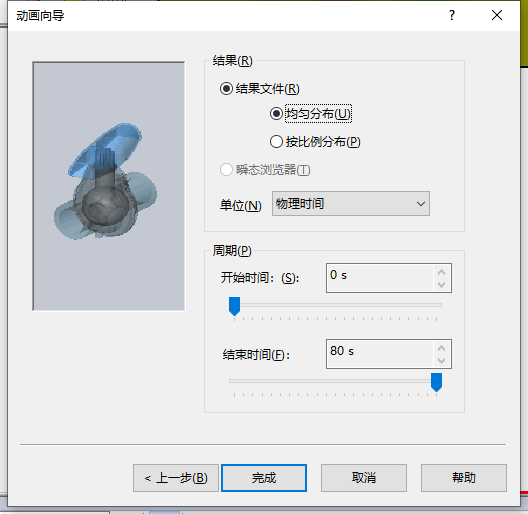 动画向导
?
结果(R)
结果文件(R)
均匀分布(U)
按比例分布(P)
瞬态浏览器(T)
单位(N) 物理时间
周期(P)
开始时间：(S): 0 s
结束时间(F)： 80 s
< 上一步(B) 完成 取消 帮助